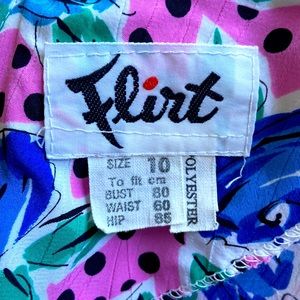 Flirt
SIZE 10
To fit cm
BUST 80
WAIST 60
HIP 85
POLYESTER